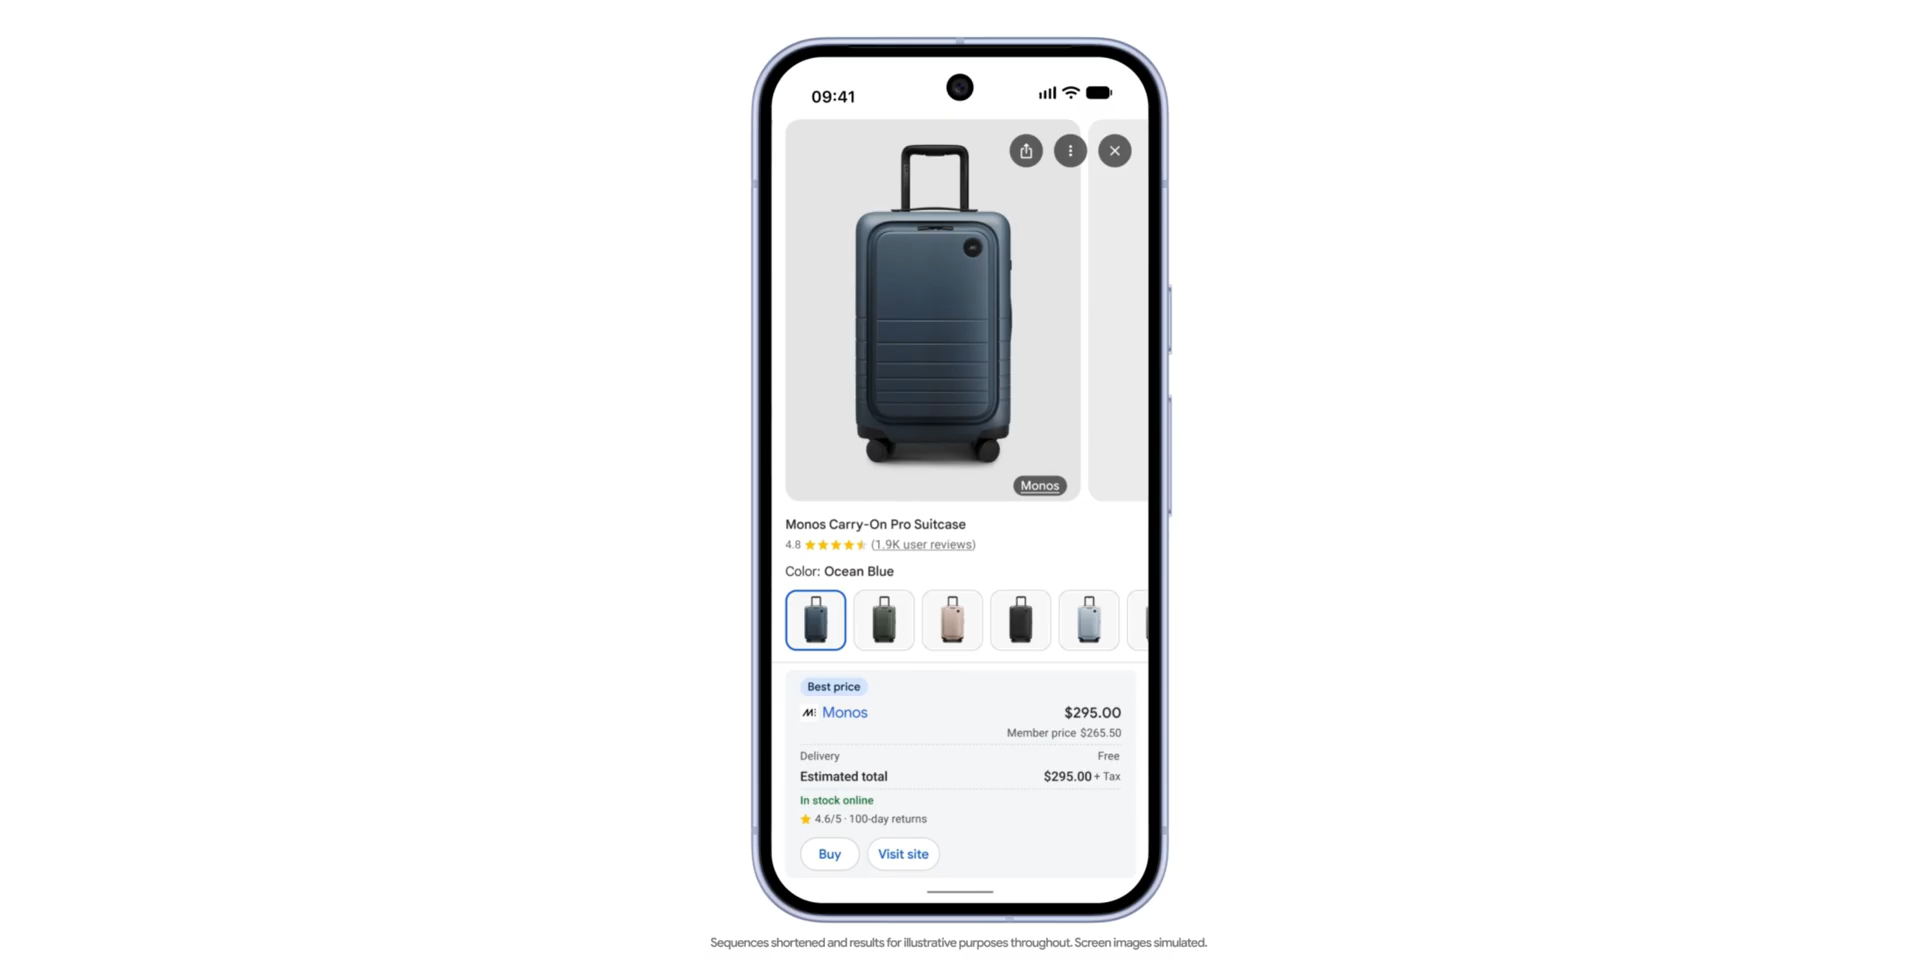 09:41
Monos
Monos Carry-On Pro Suitcase
4.8 (1.9K user reviews)
Color: Ocean Blue
Best price
Monos $295.00
Member price $265.50
Delivery Free
Estimated total $295.00 + Tax
In stock online
4.6/5 · 100-day returns
Buy Visit site
Sequences shortened and results for illustrative purposes throughout. Screen images simulated.